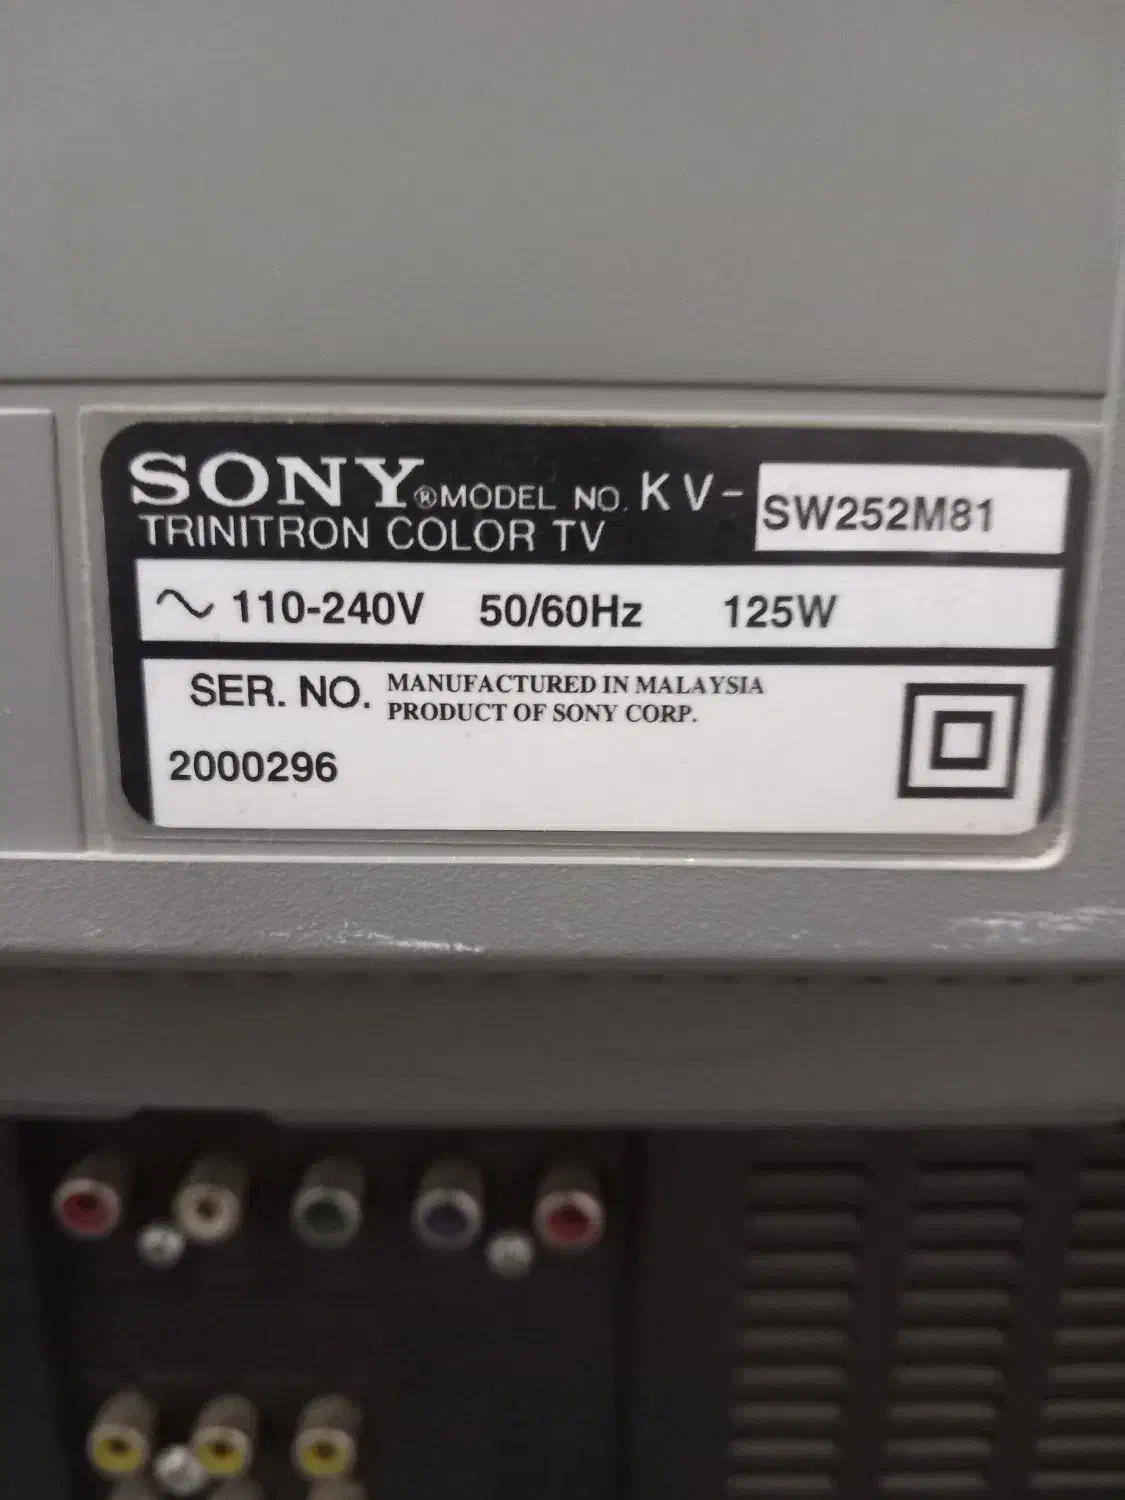 SONY® MODEL NO. KV-SW252M81
TRINITRON COLOR TV
~ 110-240V 50/60Hz 125W
SER. NO. MANUFACTURED IN MALAYSIA
PRODUCT OF SONY CORP.
2000296